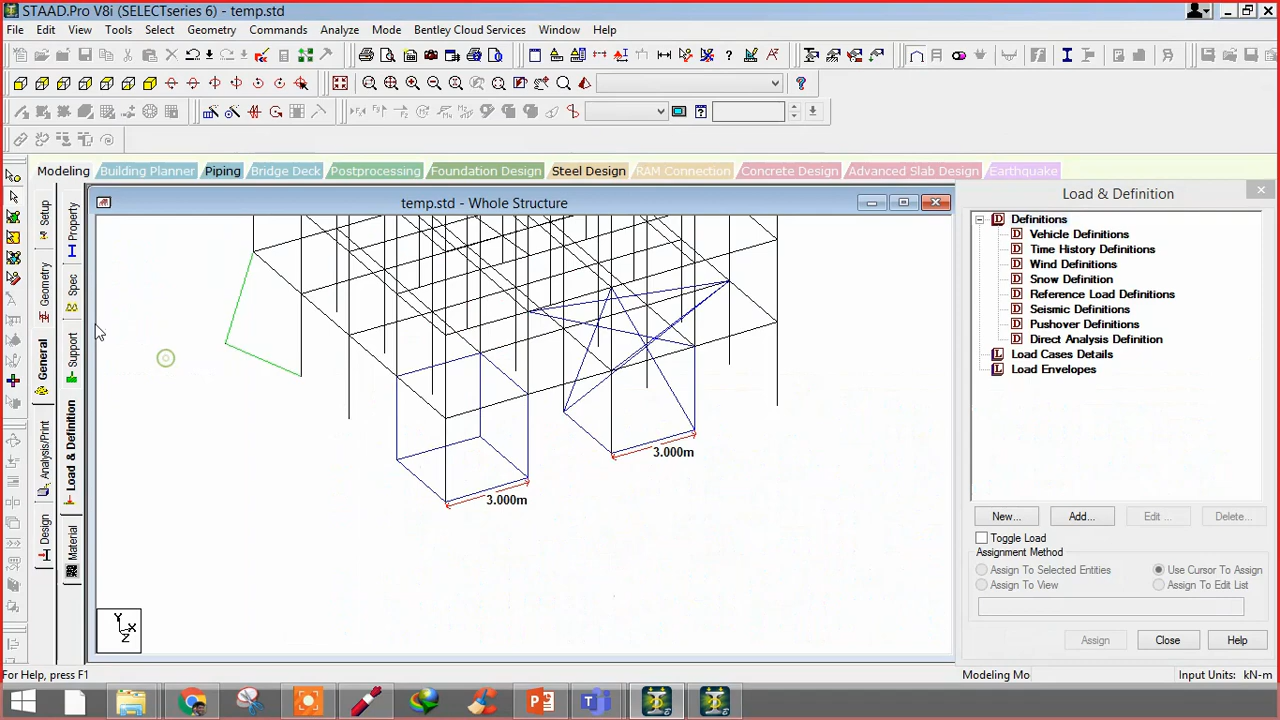 STAAD.Pro V8i (SELECTseries 6) - temp.std
File Edit View Tools Select Geometry Commands Analyze Mode Bentley Cloud Services Window Help
Modeling Building Planner Piping Bridge Deck Postprocessing Foundation Design Steel Design RAM Connection Concrete Design Advanced Slab Design Earthquake
temp.std - Whole Structure
Setup
Geometry
General
Analysis/Print
Design
Property
Spec
Support
Load & Definition
Material
3.000m
3.000m
Y
X
Z
Load & Definition
Definitions
Vehicle Definitions
Time History Definitions
Wind Definitions
Snow Definition
Reference Load Definitions
Seismic Definitions
Pushover Definitions
Direct Analysis Definition
Load Cases Details
Load Envelopes
New... Add... Edit ... Delete...
Toggle Load
Assignment Method
Assign To Selected Entities Use Cursor To Assign
Assign To View Assign To Edit List
Assign Close Help
For Help, press F1 Modeling Mo Input Units: kN-m